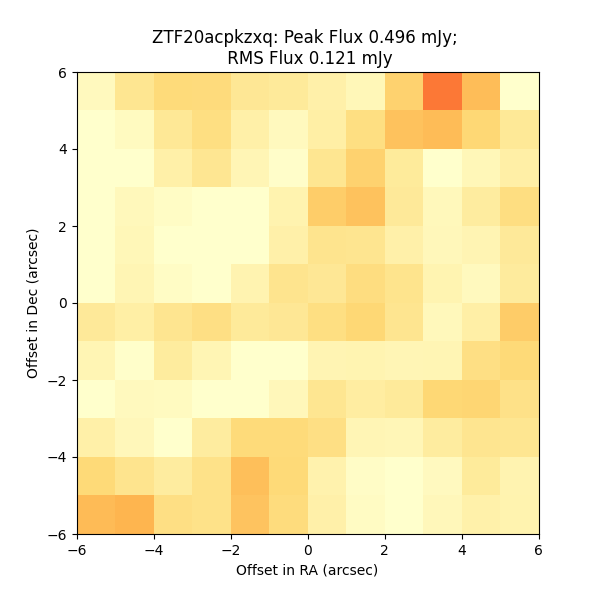 ZTF20acpkzxq: Peak Flux 0.496 mJy;
RMS Flux 0.121 mJy
6
4
2
0
−2
−4
−6
Offset in Dec (arcsec)
−6 −4 −2 0 2 4 6
Offset in RA (arcsec)